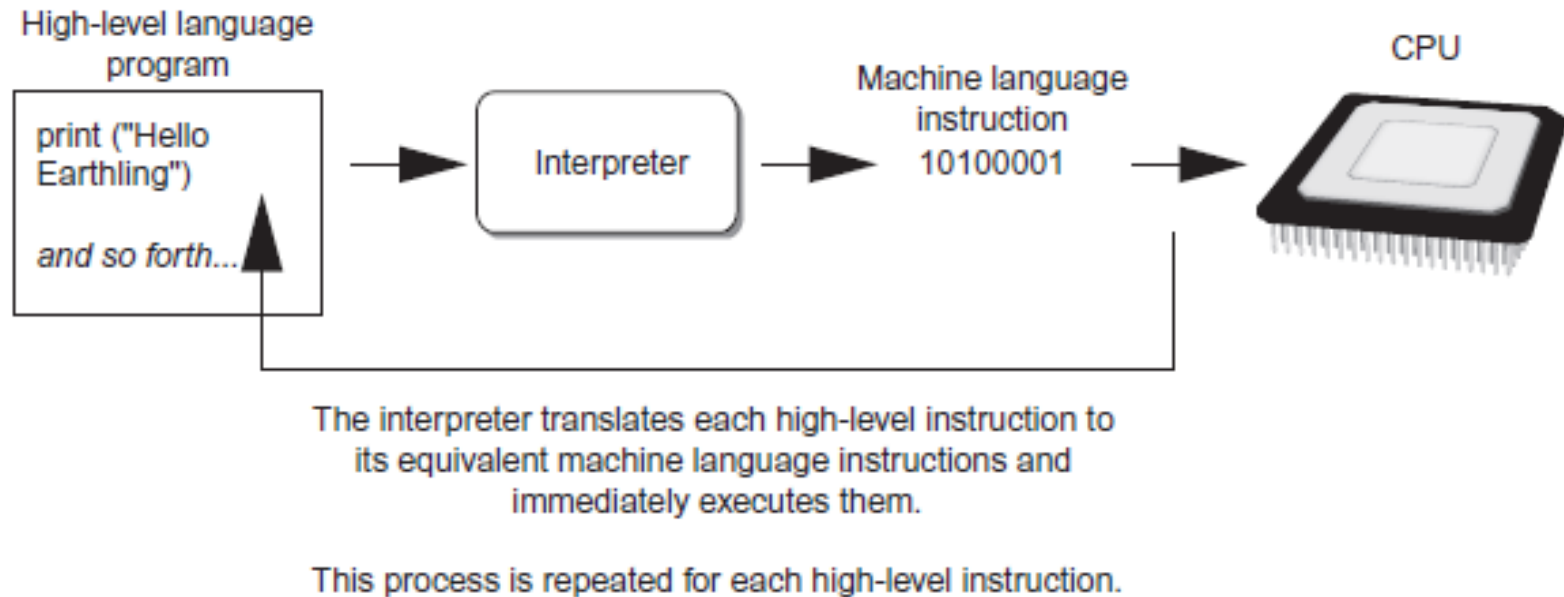 High-level language
program
print ("Hello
Earthling")
and so forth...
Interpreter
Machine language
instruction
10100001
CPU
The interpreter translates each high-level instruction to
its equivalent machine language instructions and
immediately executes them.
This process is repeated for each high-level instruction.